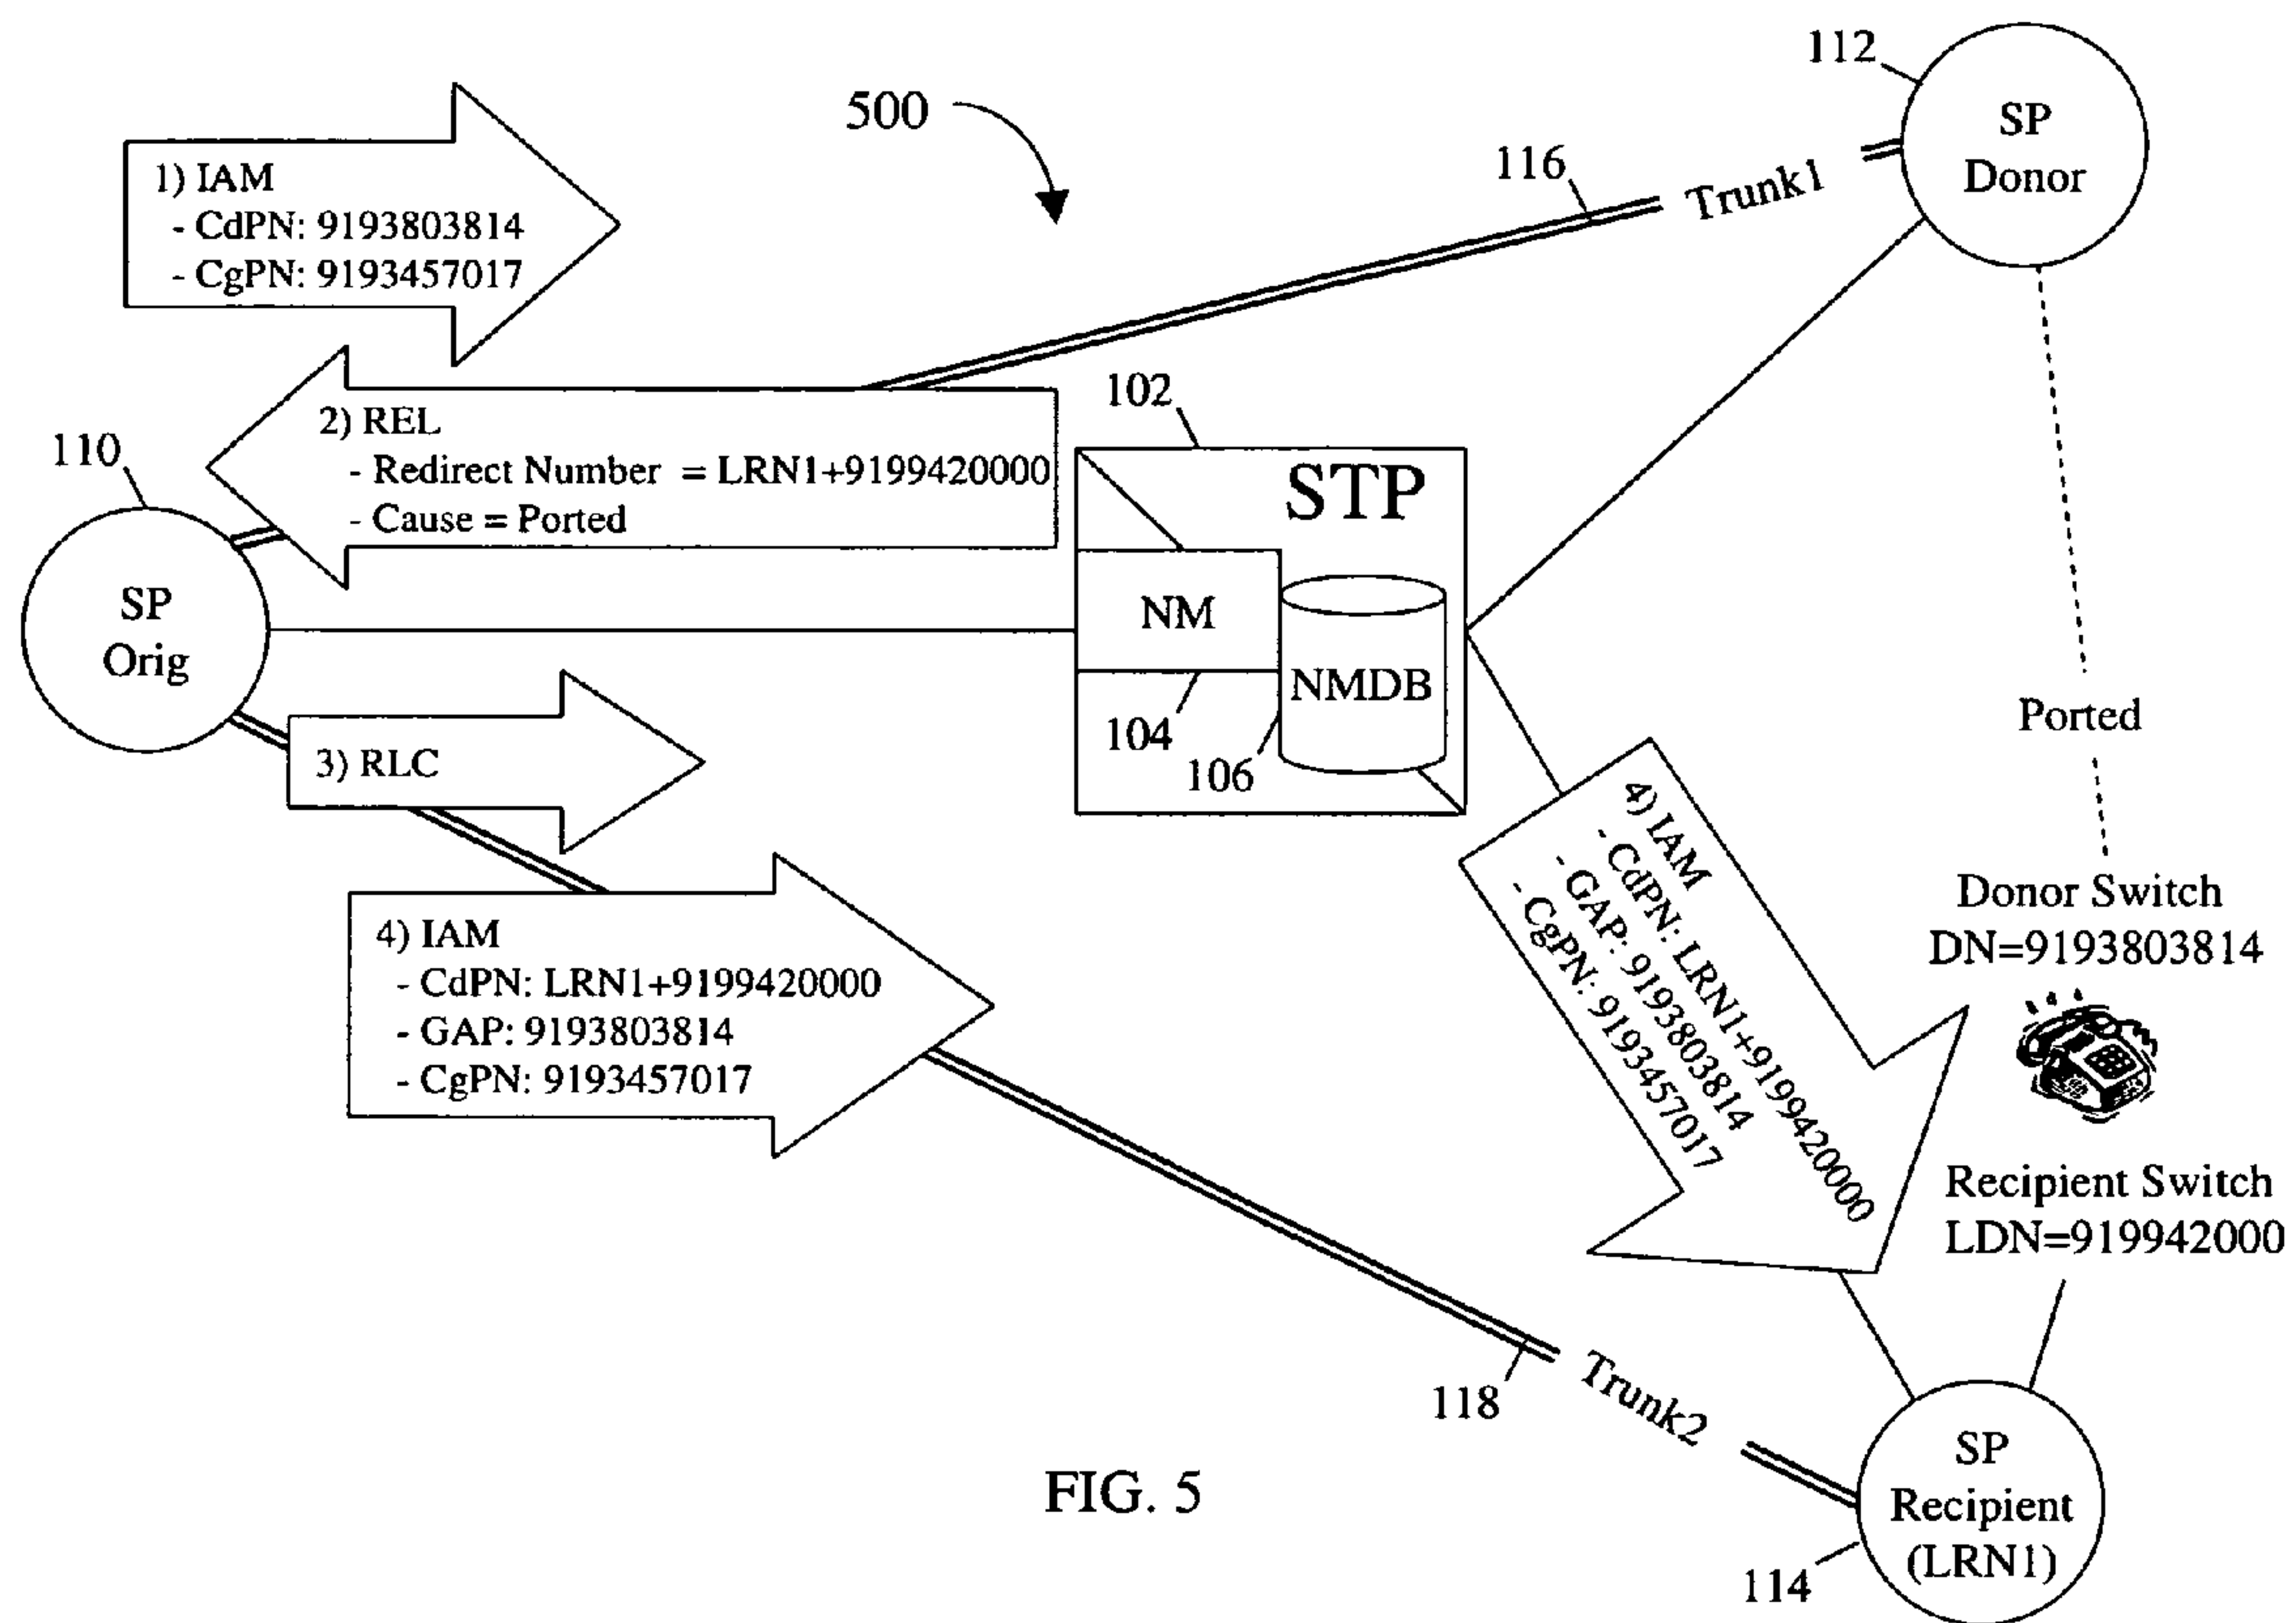 112
500
116
Trunk1
SP
Donor
1) IAM
- CdPN: 9193803814
- CgPN: 9193457017
2) REL
- Redirect Number = LRN1+9199420000
- Cause = Ported
102
110
STP
SP
Orig
NM
NMDB
104
106
Ported
3) RLC
4) IAM
- CdPN: LRN1+9199420000
- GAP: 9193803814
- CgPN: 9193457017
4) IAM
- CdPN: LRN1+9199420000
- GAP: 9193803814
- CgPN: 9193457017
Donor Switch
DN=9193803814
Recipient Switch
LDN=919942000
118
Trunk2
SP
Recipient
(LRN1)
114
FIG. 5